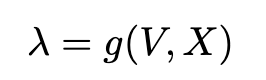 λ = g(V, X)